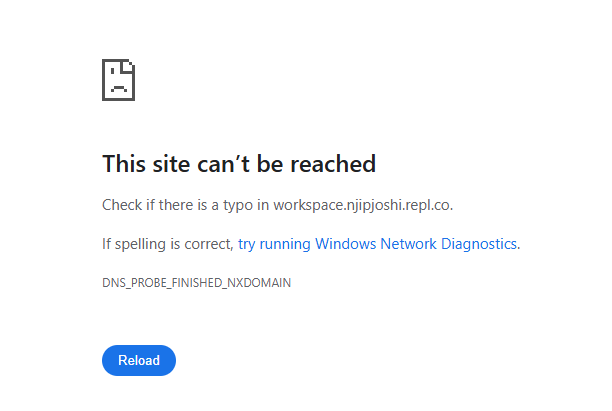 This site can’t be reached
Check if there is a typo in workspace.njipjoshi.repl.co.
If spelling is correct, try running Windows Network Diagnostics.
DNS_PROBE_FINISHED_NXDOMAIN
Reload